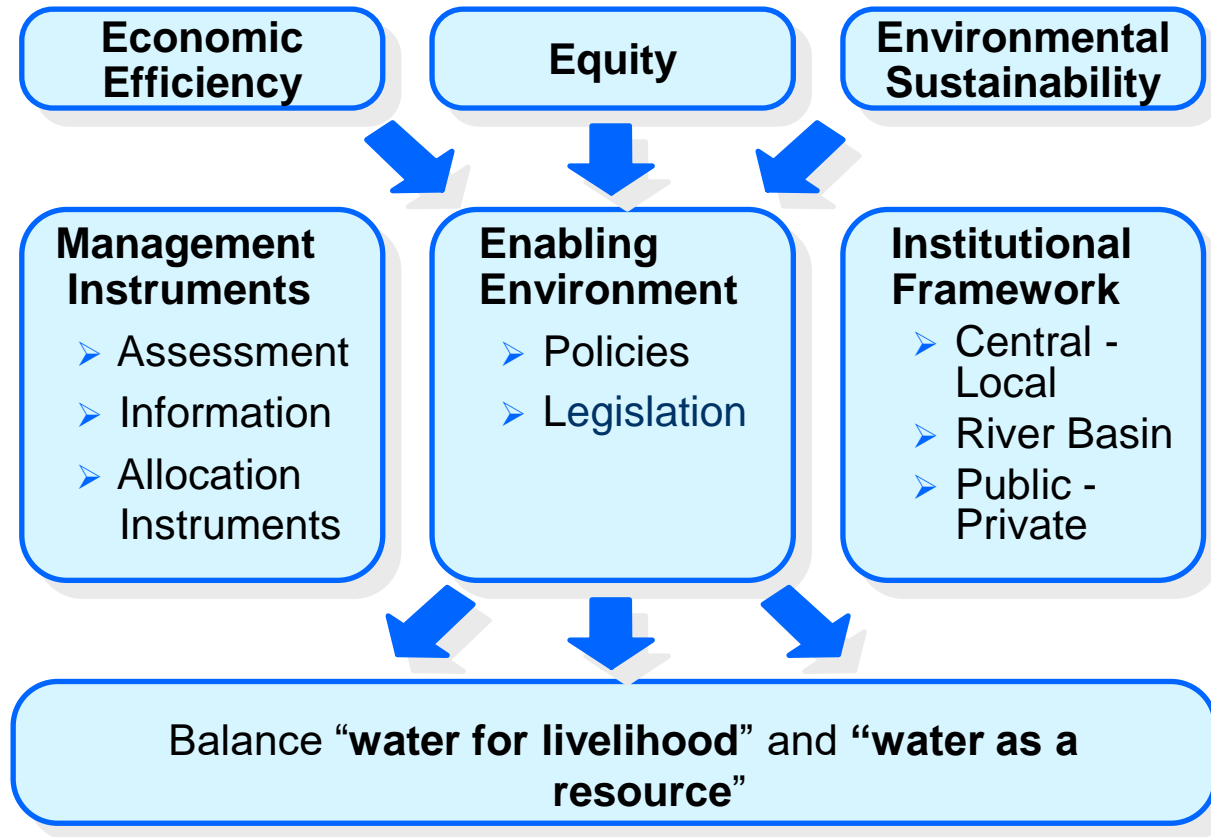 Economic
Efficiency
Equity
Environmental
Sustainability
Management
Instruments
➢ Assessment
➢ Information
➢ Allocation
Instruments
Enabling
Environment
➢ Policies
➢ Legislation
Institutional
Framework
➢ Central -
Local
➢ River Basin
➢ Public -
Private
Balance “water for livelihood” and “water as a
resource”